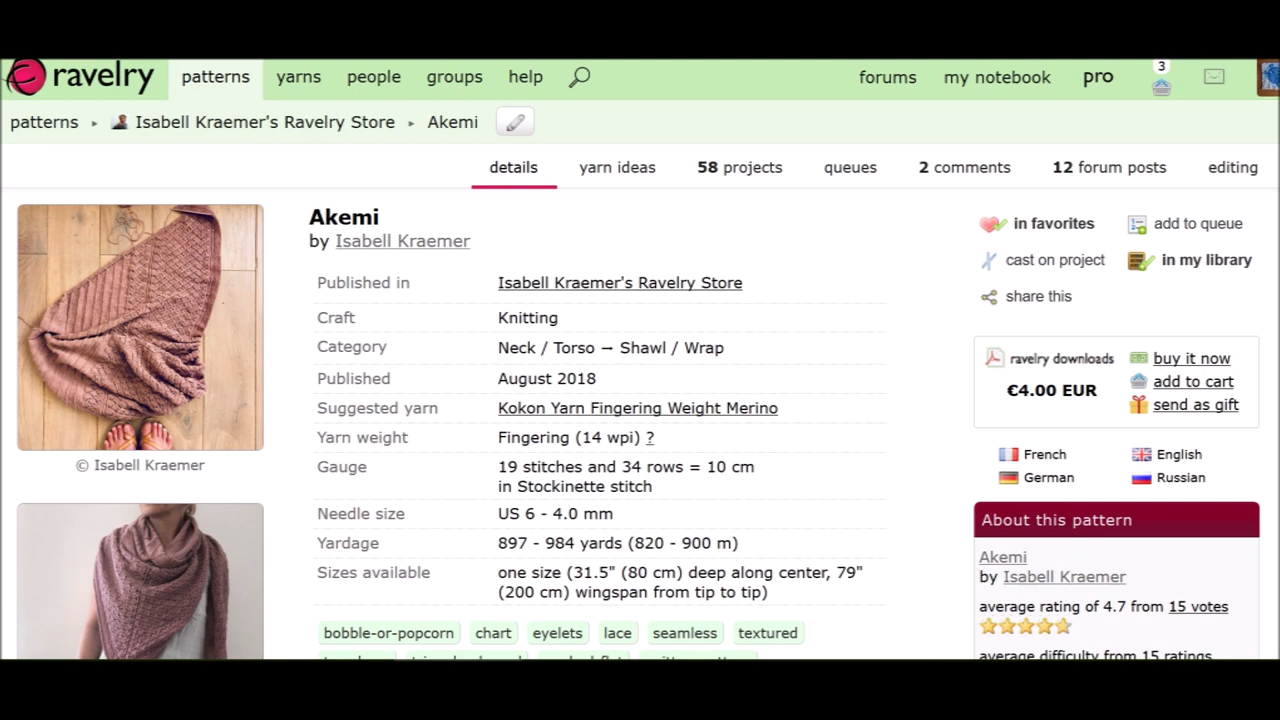 ravelry patterns yarns people groups help forums my notebook pro 3
patterns ▸ Isabell Kraemer's Ravelry Store ▸ Akemi
details yarn ideas 58 projects queues 2 comments 12 forum posts editing
© Isabell Kraemer
Akemi
by Isabell Kraemer
Published in Isabell Kraemer's Ravelry Store
Craft Knitting
Category Neck / Torso → Shawl / Wrap
Published August 2018
Suggested yarn Kokon Yarn Fingering Weight Merino
Yarn weight Fingering (14 wpi) ?
Gauge 19 stitches and 34 rows = 10 cm
in Stockinette stitch
Needle size US 6 - 4.0 mm
Yardage 897 - 984 yards (820 - 900 m)
Sizes available one size (31.5" (80 cm) deep along center, 79"
(200 cm) wingspan from tip to tip)
bobble-or-popcorn chart eyelets lace seamless textured
in favorites add to queue
cast on project in my library
share this
ravelry downloads buy it now
€4.00 EUR add to cart
send as gift
French English
German Russian
About this pattern
Akemi
by Isabell Kraemer
average rating of 4.7 from 15 votes
average difficulty from 15 ratings